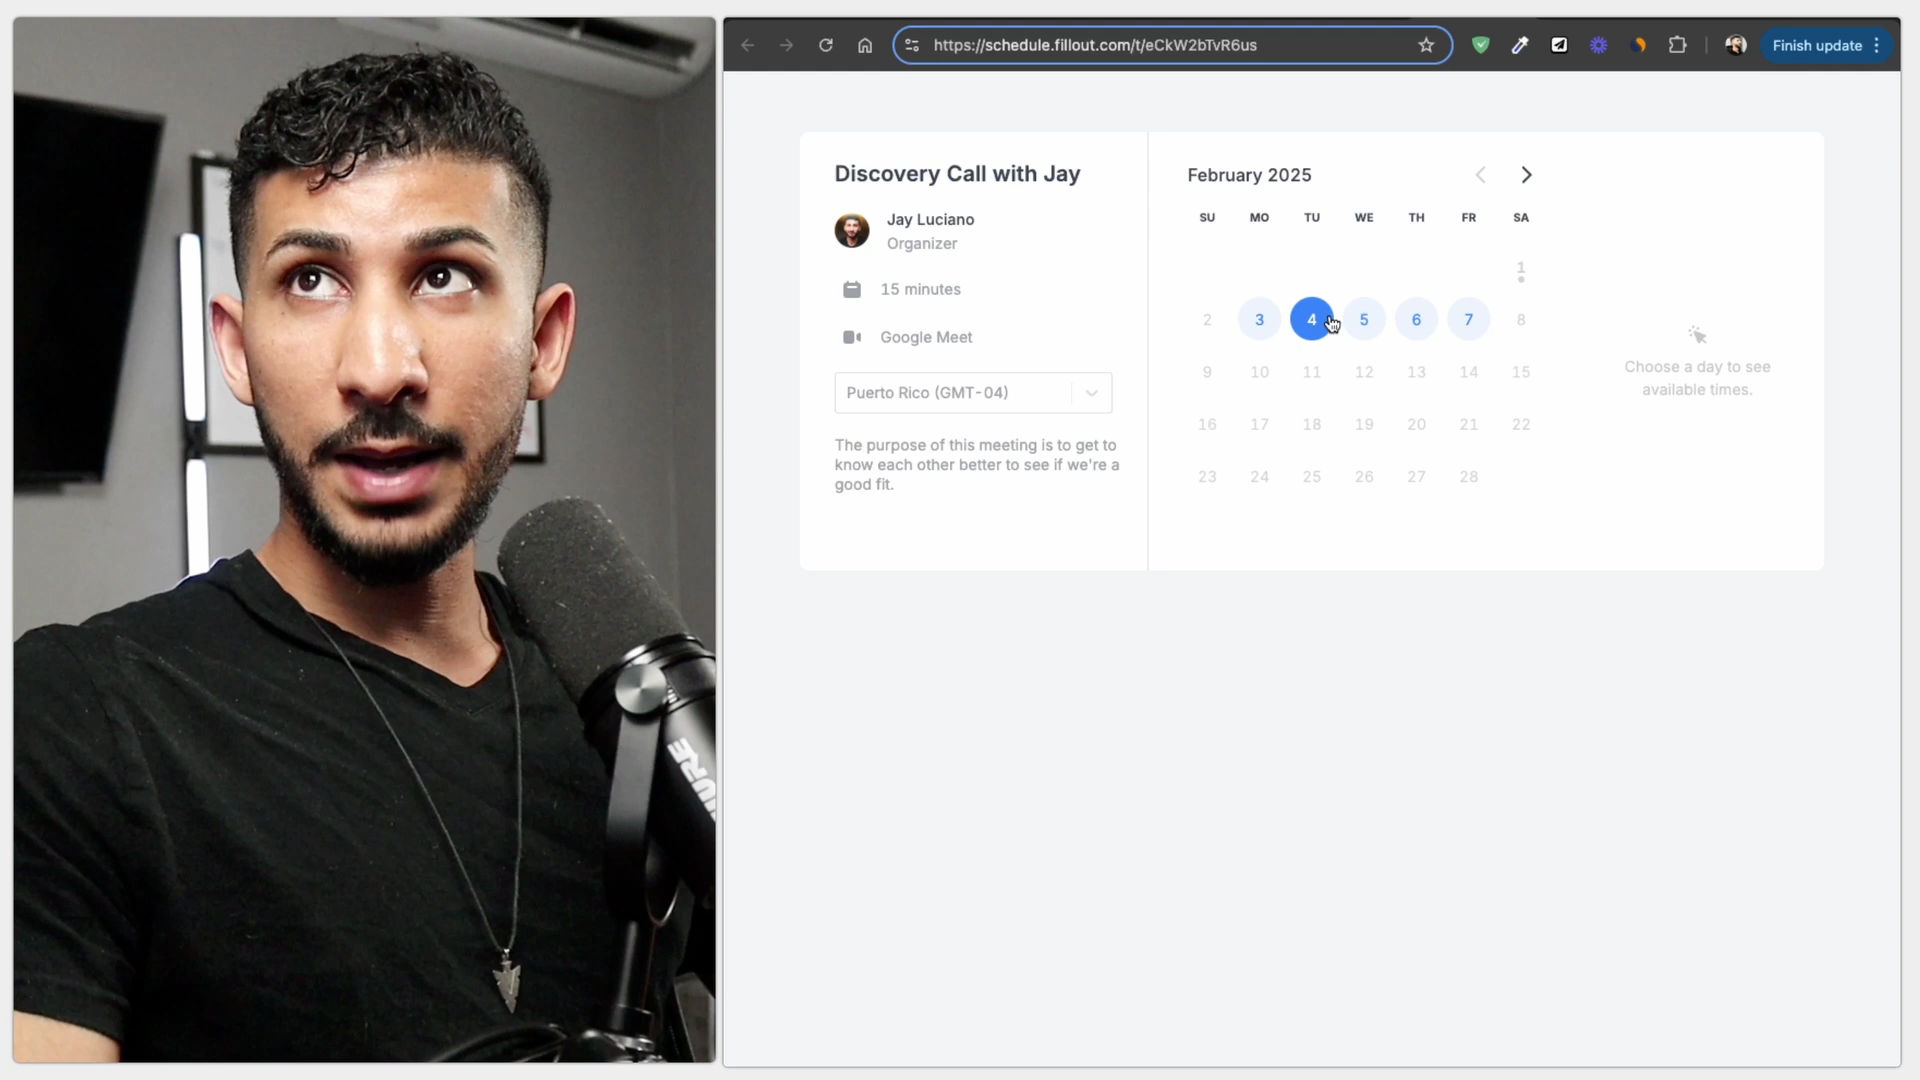 https://schedule.fillout.com/t/eCkW2bTvR6us
Finish update
Discovery Call with Jay
Jay Luciano
Organizer
15 minutes
Google Meet
Puerto Rico (GMT-04)
The purpose of this meeting is to get to
know each other better to see if we're a
good fit.
February 2025
SU MO TU WE TH FR SA
1
2 3 4 5 6 7 8
9 10 11 12 13 14 15
16 17 18 19 20 21 22
23 24 25 26 27 28
Choose a day to see
available times.